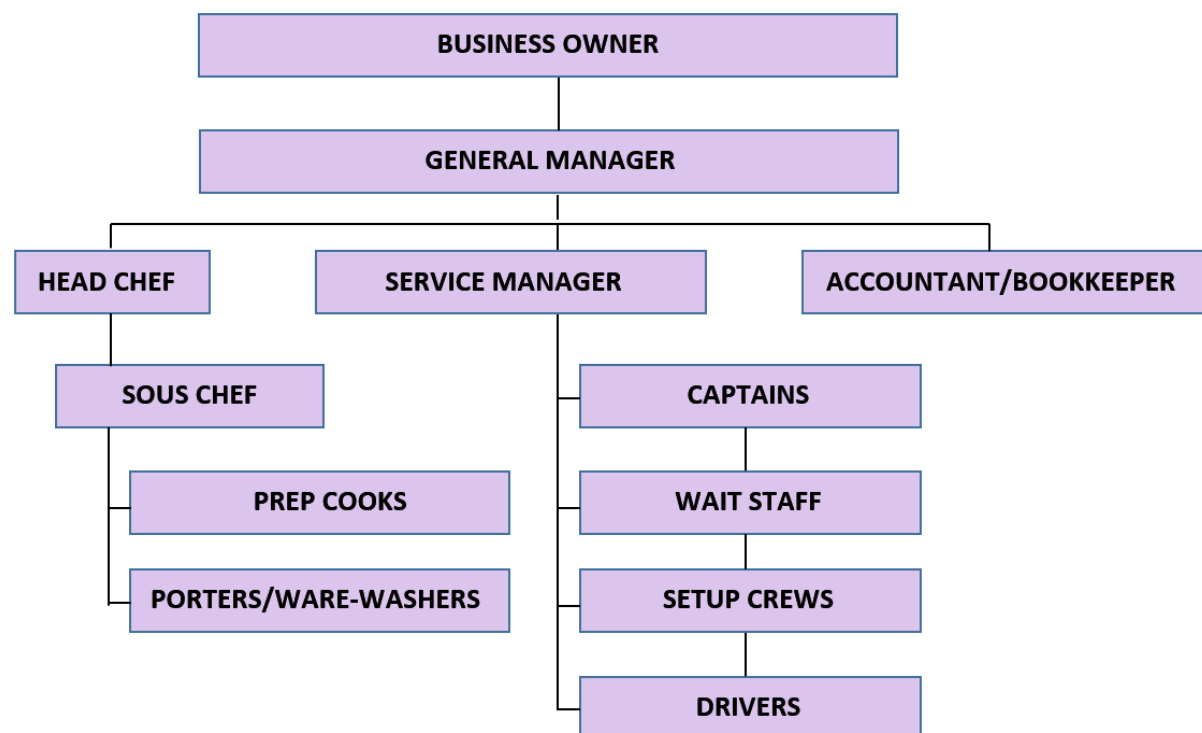 BUSINESS OWNER
GENERAL MANAGER
HEAD CHEF
SERVICE MANAGER
ACCOUNTANT/BOOKKEEPER
SOUS CHEF
CAPTAINS
PREP COOKS
WAIT STAFF
PORTERS/WARE-WASHERS
SETUP CREWS
DRIVERS